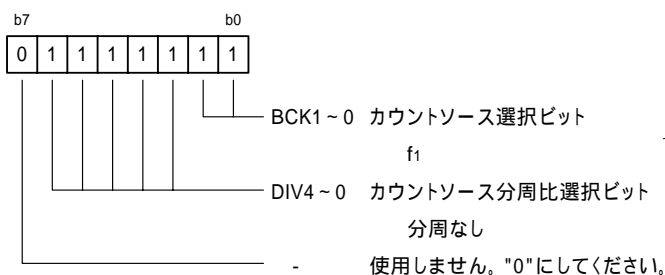 b7 b0
0 1 1 1 1 1 1 1
BCK1～0 カウントソース選択ビット
f1
DIV4～0 カウントソース分周比選択ビット
分周なし
- 使用しません。"0"にしてください。